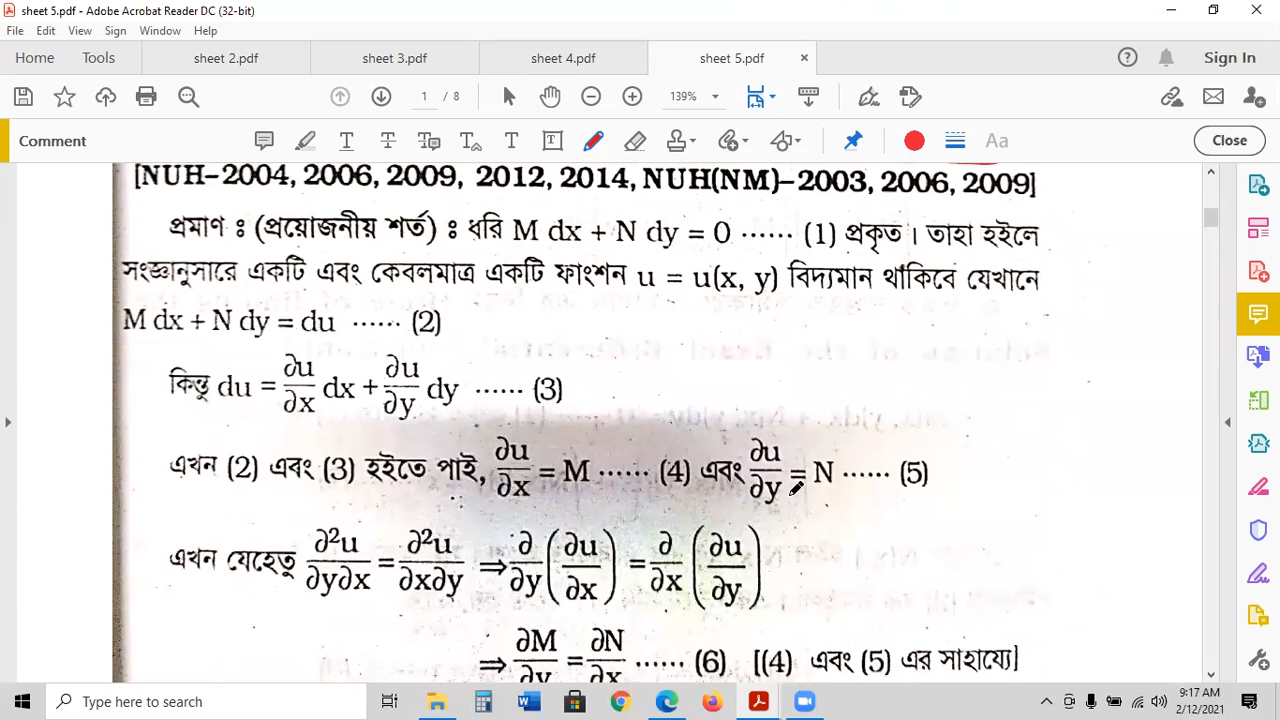 sheet 5.pdf - Adobe Acrobat Reader DC (32-bit)
File Edit View Sign Window Help
Home Tools sheet 2.pdf sheet 3.pdf sheet 4.pdf sheet 5.pdf × Sign In
1 / 8 139%
Comment Aa Close
[NUH–2004, 2006, 2009, 2012, 2014, NUH(NM)–2003, 2006, 2009]
প্রমাণ ঃ (প্রয়োজনীয় শর্ত) ঃ ধরি M dx + N dy = 0 ...... (1) প্রকৃত। তাহা হইলে
সংজ্ঞানুসারে একটি এবং কেবলমাত্র একটি ফাংশন u = u(x, y) বিদ্যমান থাকিবে যেখানে
M dx + N dy = du ...... (2)
কিন্তু du = ∂u/∂x dx + ∂u/∂y dy ...... (3)
এখন (2) এবং (3) হইতে পাই, ∂u/∂x = M ...... (4) এবং ∂u/∂y = N ...... (5)
এখন যেহেতু ∂²u/∂y∂x = ∂²u/∂x∂y ⇒ ∂/∂y (∂u/∂x) = ∂/∂x (∂u/∂y)
⇒ ∂M/∂y = ∂N/∂x ...... (6) [(4) এবং (5) এর সাহায্যে]
Type here to search
9:17 AM
2/12/2021